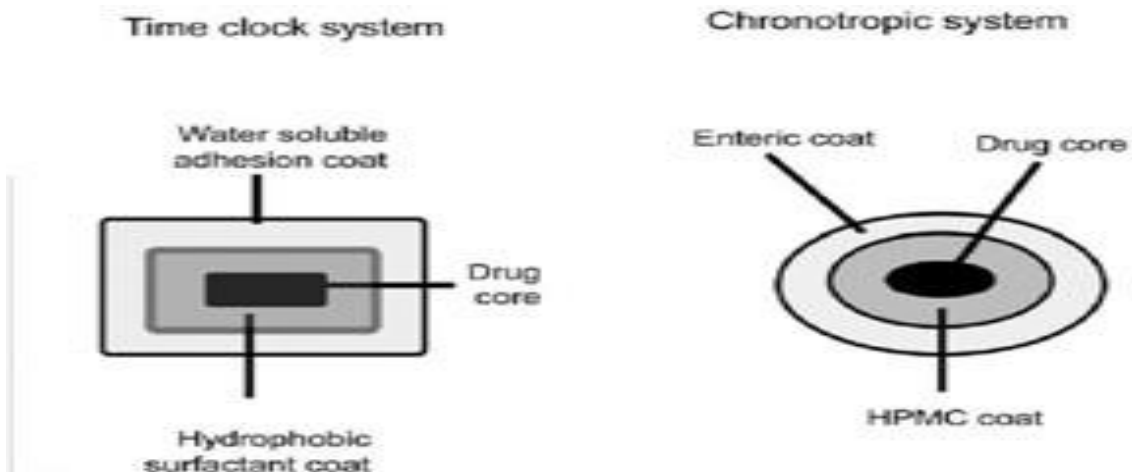 Time clock system
Chronotropic system
Water soluble
adhesion coat
Drug
core
Hydrophobic
surfactant coat
Enteric coat
Drug core
HPMC coat